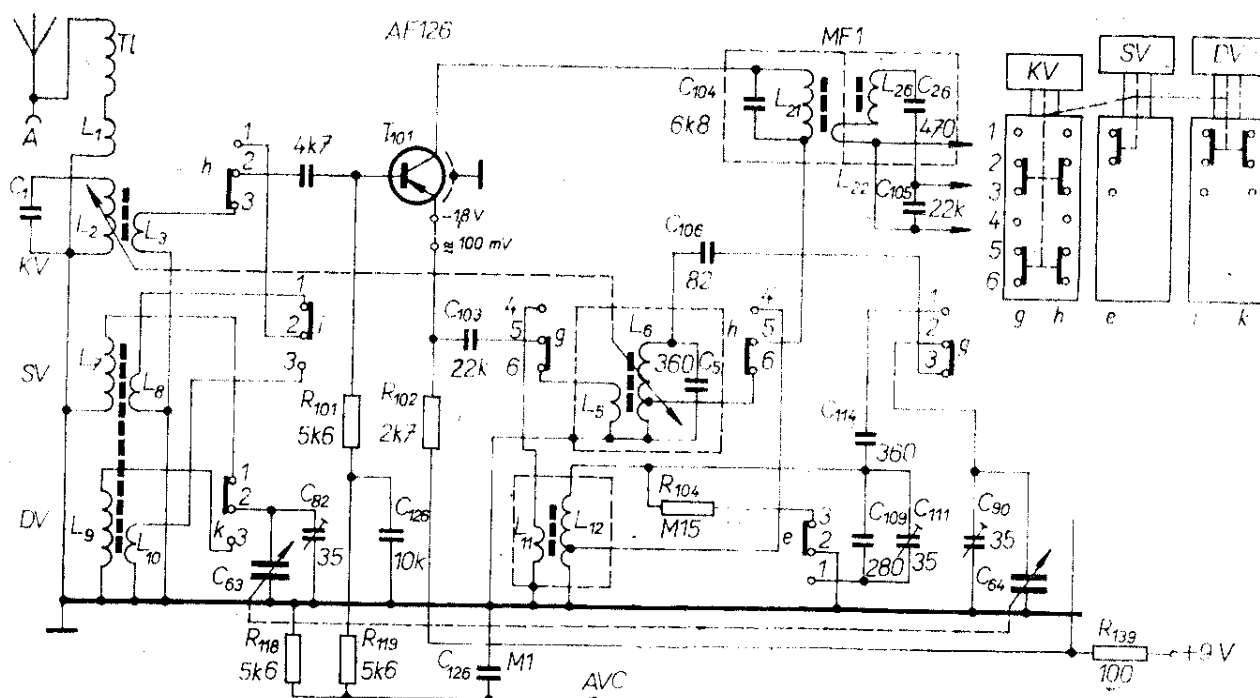 AF126
MF1
KV
SV
DV
Tl
A
L1
C1
L2
L3
KV
1
2
3
h
4k7
T101
-1,8 V
≈ 100 mV
C104
6k8
L21
L26
C26
470
L22
C105
22k
C106
82
1
2
3
4
5
6
g h
e
i k
SV
L7
L8
1
2
3
i
C103
22k
4
5
6
g
L6
360
C5
L5
4
5
6
h
1
2
3
g
R101
5k6
R102
2k7
C114
360
DV
L9
L10
1
2
3
k
C82
35
C63
C126
10k
L11
L12
R104
M15
3
2
1
e
C109
280
C111
35
C90
35
C64
R118
5k6
R119
5k6
C126
M1
AVC
R139
100
+9V